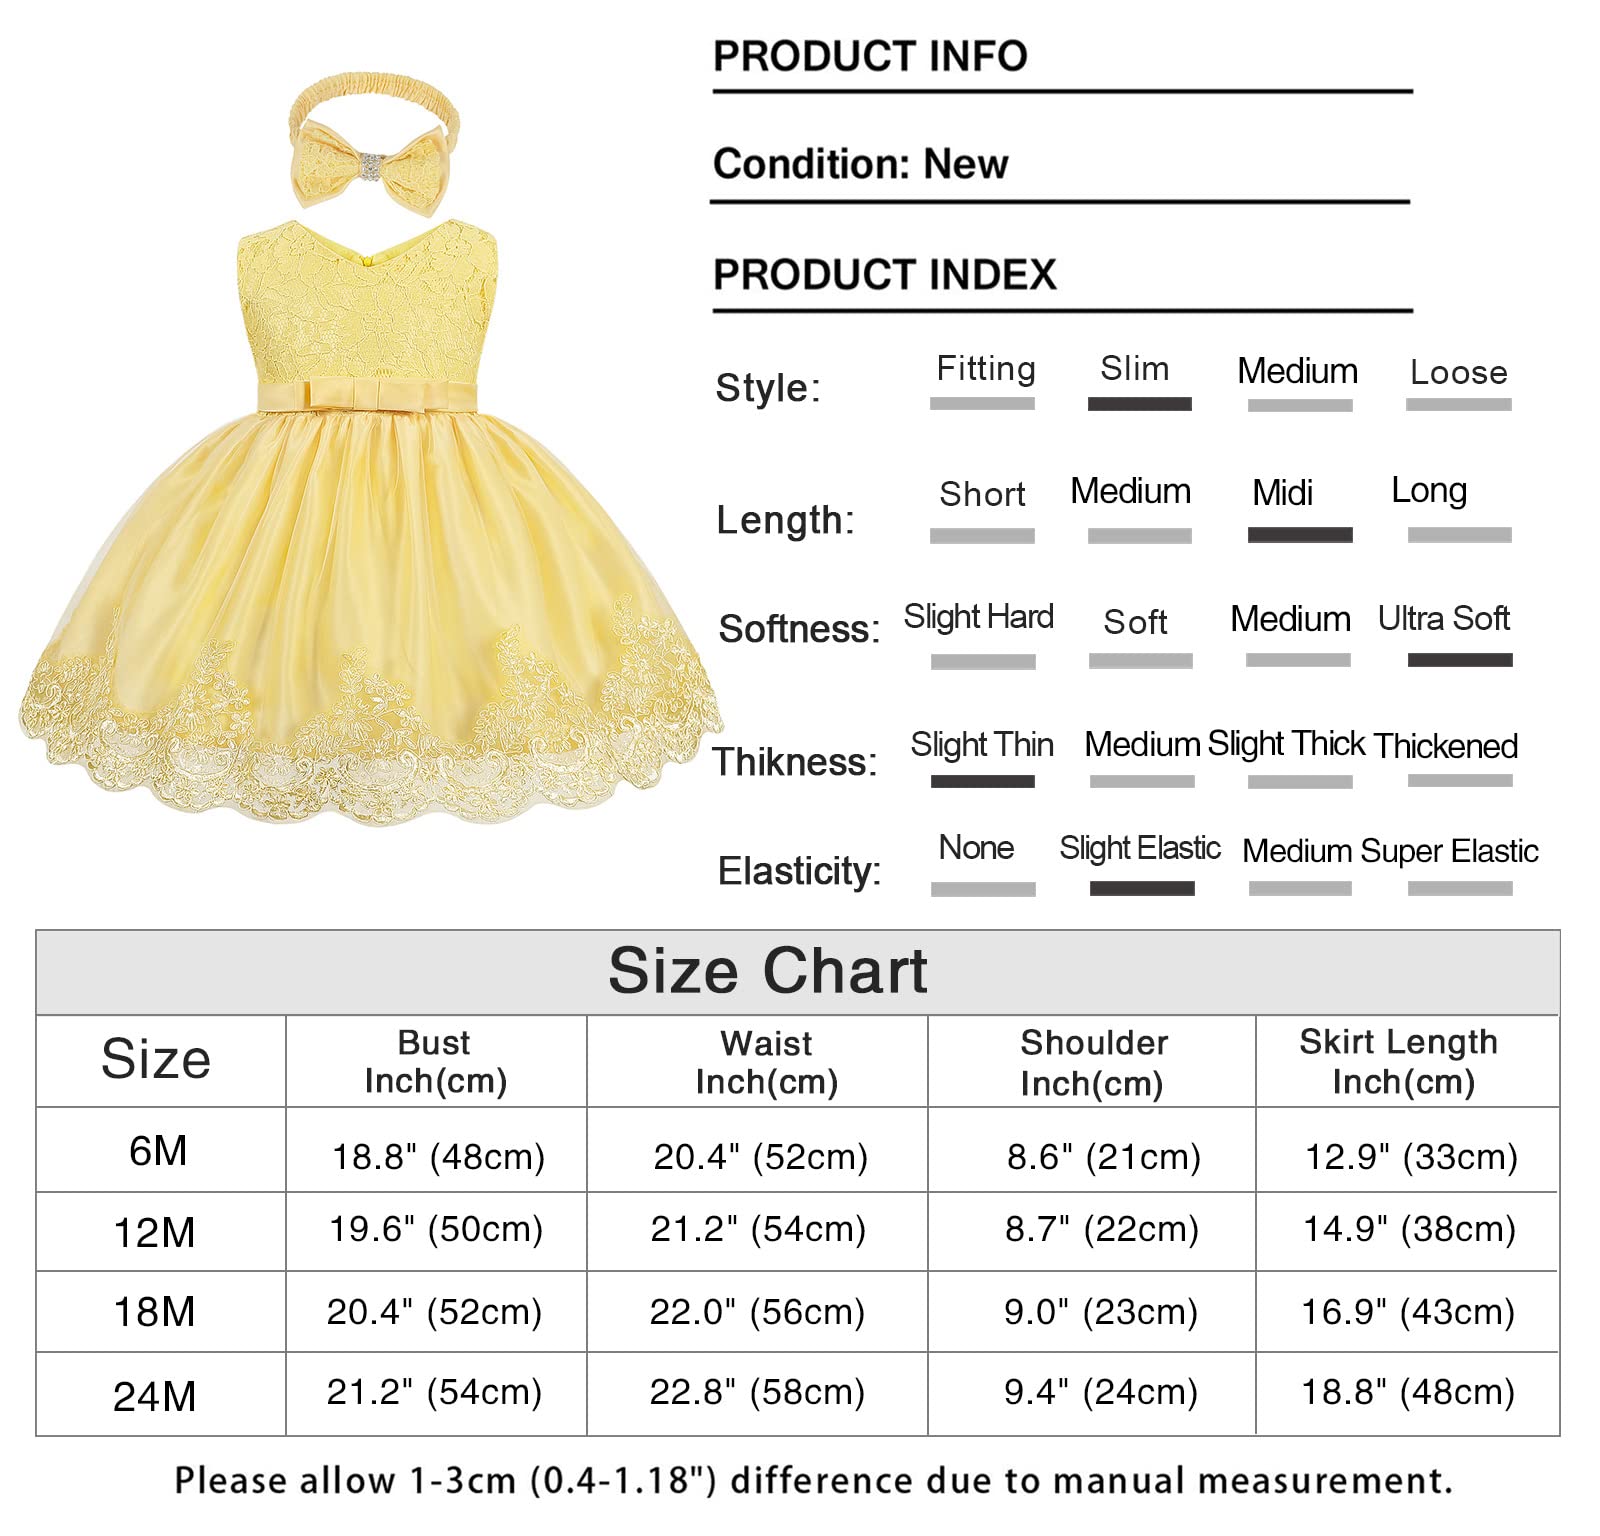 PRODUCT INFO
Condition: New
PRODUCT INDEX
Style: Fitting Slim Medium Loose
Length: Short Medium Midi Long
Softness: Slight Hard Soft Medium Ultra Soft
Thikness: Slight Thin Medium Slight Thick Thickened
Elasticity: None Slight Elastic Medium Super Elastic
Size Chart
Size Bust Inch(cm) Waist Inch(cm) Shoulder Inch(cm) Skirt Length Inch(cm)
6M 18.8" (48cm) 20.4" (52cm) 8.6" (21cm) 12.9" (33cm)
12M 19.6" (50cm) 21.2" (54cm) 8.7" (22cm) 14.9" (38cm)
18M 20.4" (52cm) 22.0" (56cm) 9.0" (23cm) 16.9" (43cm)
24M 21.2" (54cm) 22.8" (58cm) 9.4" (24cm) 18.8" (48cm)
Please allow 1-3cm (0.4-1.18") difference due to manual measurement.